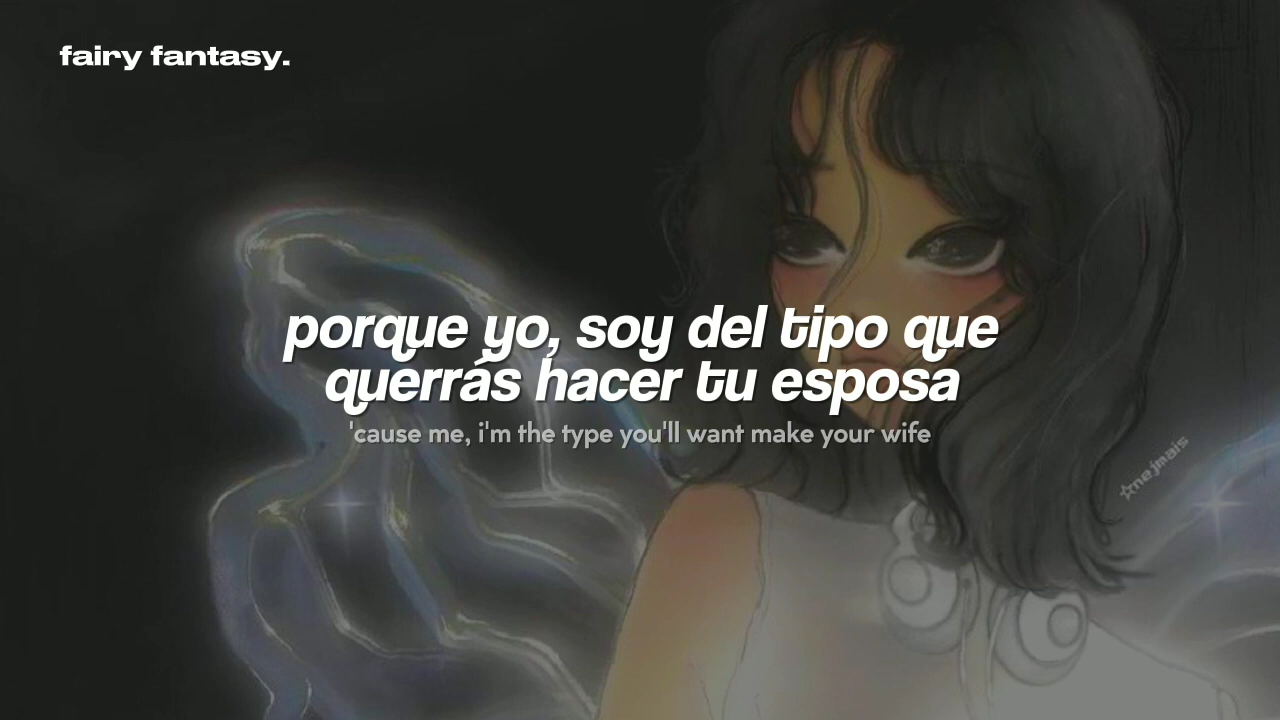 fairy fantasy.
porque yo, soy del tipo que
querrás hacer tu esposa
'cause me, i'm the type you'll want make your wife
☆nejmais